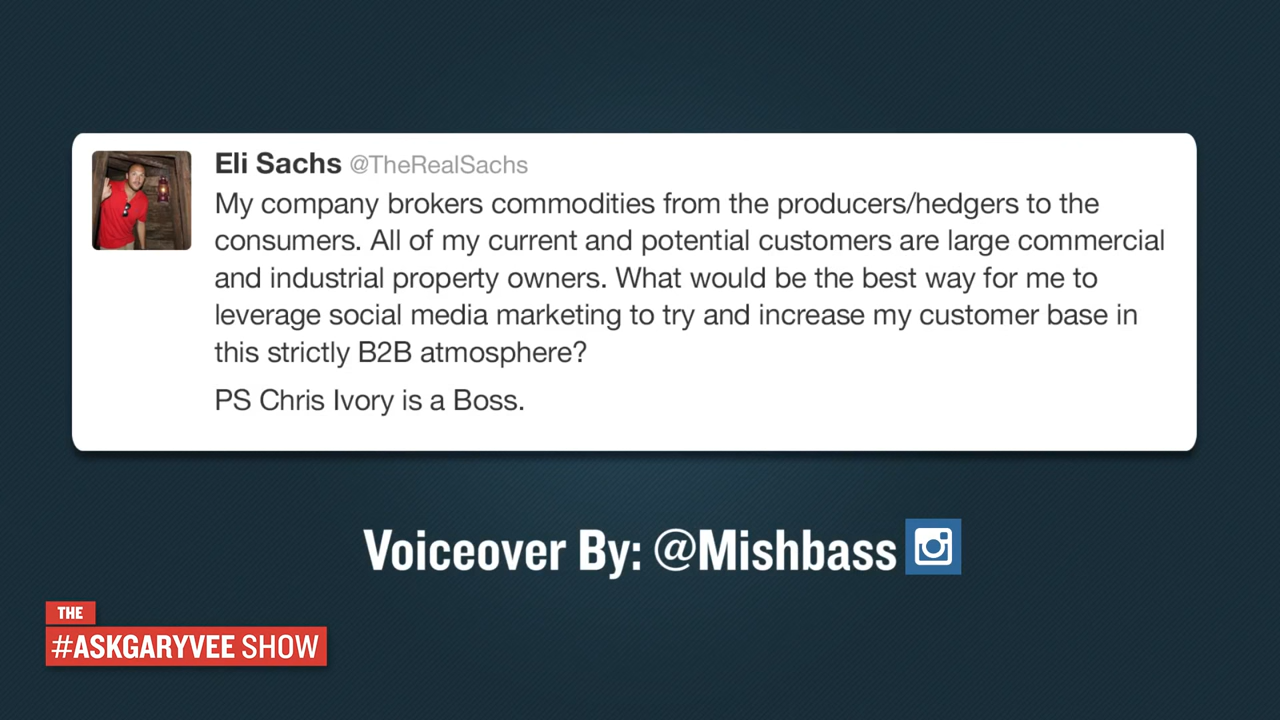 Eli Sachs @TheRealSachs
My company brokers commodities from the producers/hedgers to the
consumers. All of my current and potential customers are large commercial
and industrial property owners. What would be the best way for me to
leverage social media marketing to try and increase my customer base in
this strictly B2B atmosphere?
PS Chris Ivory is a Boss.
Voiceover By: @Mishbass
THE
#ASKGARYVEE SHOW